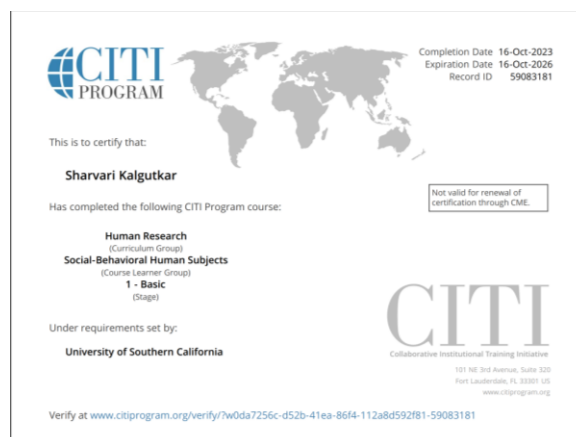 CITI
PROGRAM
Completion Date 16-Oct-2023
Expiration Date 16-Oct-2026
Record ID 59083181
This is to certify that:
Sharvari Kalgutkar
Has completed the following CITI Program course:
Not valid for renewal of
certification through CME.
Human Research
(Curriculum Group)
Social-Behavioral Human Subjects
(Course Learner Group)
1 - Basic
(Stage)
Under requirements set by:
University of Southern California
CITI
Collaborative Institutional Training Initiative
101 NE 3rd Avenue, Suite 320
Fort Lauderdale, FL 33301 US
www.citiprogram.org
Verify at www.citiprogram.org/verify/?w0da7256c-d52b-41ea-86f4-112a8d592f81-59083181